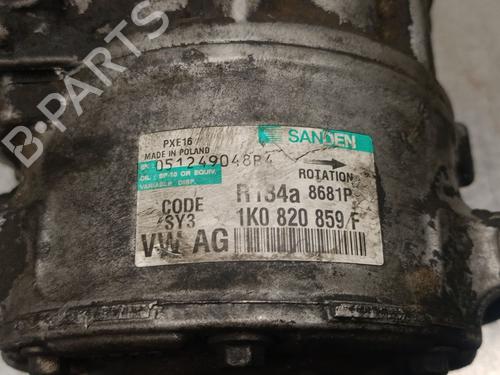 B-PARTS
SANDEN
PXE16
MADE IN POLAND
051249048P4
ROTATION
OIL : SP-10 OR EQUIV.
VARIABLE DISP.
R134a 8681P
CODE
SY3
1K0 820 859 F
VW AG